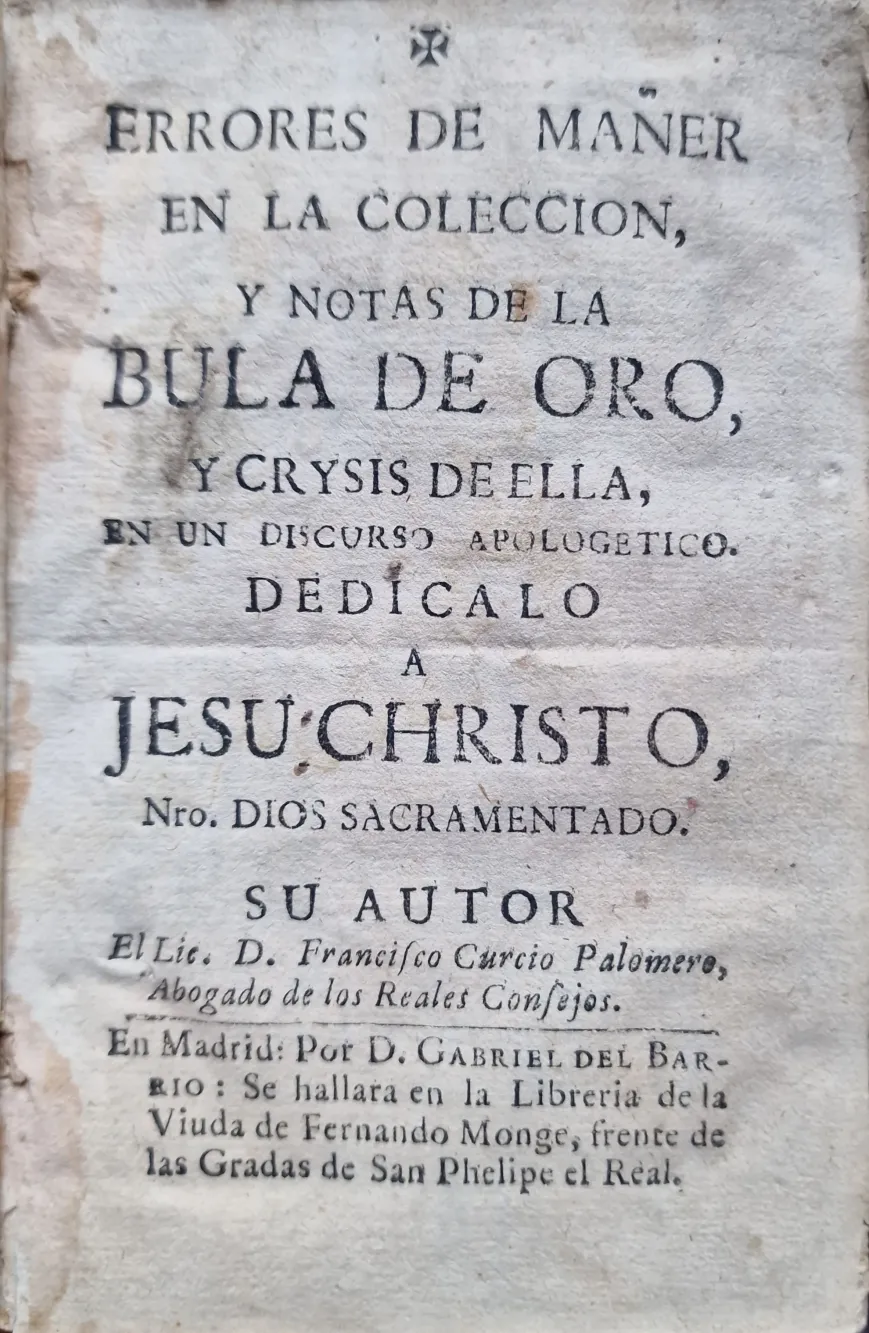 ✠
ERRORES DE MAÑER
EN LA COLECCION,
Y NOTAS DE LA
BULA DE ORO,
Y CRYSIS DE ELLA,
EN UN DISCURSO APOLOGETICO.
DEDICALO
A
JESU-CHRISTO,
Nro. DIOS SACRAMENTADO.
SU AUTOR
El Lic. D. Franciſco Curcio Palomero,
Abogado de los Reales Conſejos.
En Madrid: Por D. GABRIEL DEL BAR-
RIO: Se hallara en la Libreria de la
Viuda de Fernando Monge, frente de
las Gradas de San Phelipe el Real.